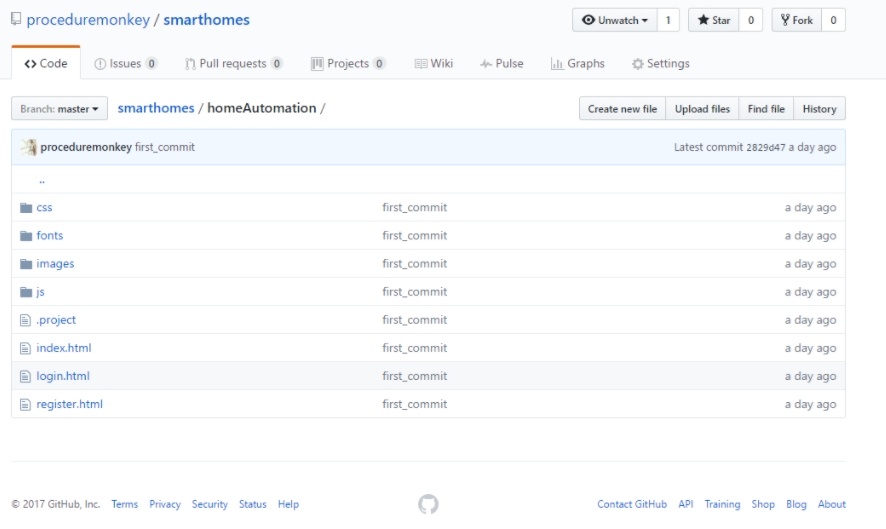 proceduremonkey / smarthomes Unwatch 1 Star 0 Fork 0
Code Issues 0 Pull requests 0 Projects 0 Wiki Pulse Graphs Settings
Branch: master smarthomes / homeAutomation / Create new file Upload files Find file History
proceduremonkey first_commit Latest commit 2829d47 a day ago
..
css first_commit a day ago
fonts first_commit a day ago
images first_commit a day ago
js first_commit a day ago
.project first_commit a day ago
index.html first_commit a day ago
login.html first_commit a day ago
register.html first_commit a day ago
© 2017 GitHub, Inc. Terms Privacy Security Status Help Contact GitHub API Training Shop Blog About